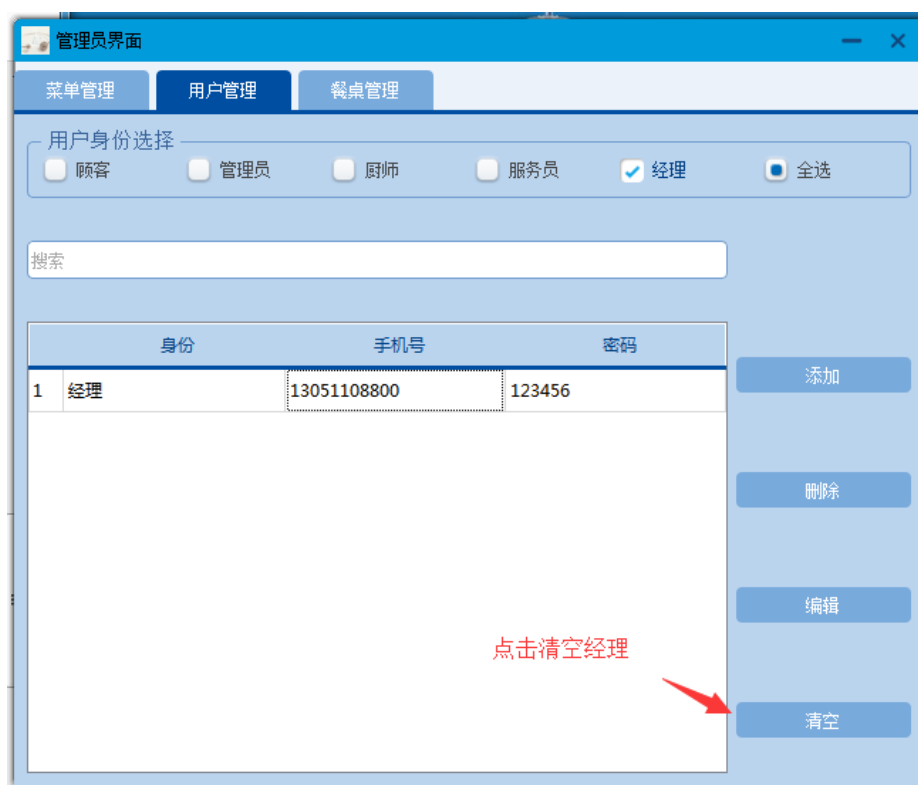 管理员界面
菜单管理 用户管理 餐桌管理
用户身份选择
顾客 管理员 厨师 服务员 经理 全选
搜索
身份 手机号 密码
1 经理 13051108800 123456
添加
删除
编辑
点击清空经理
清空